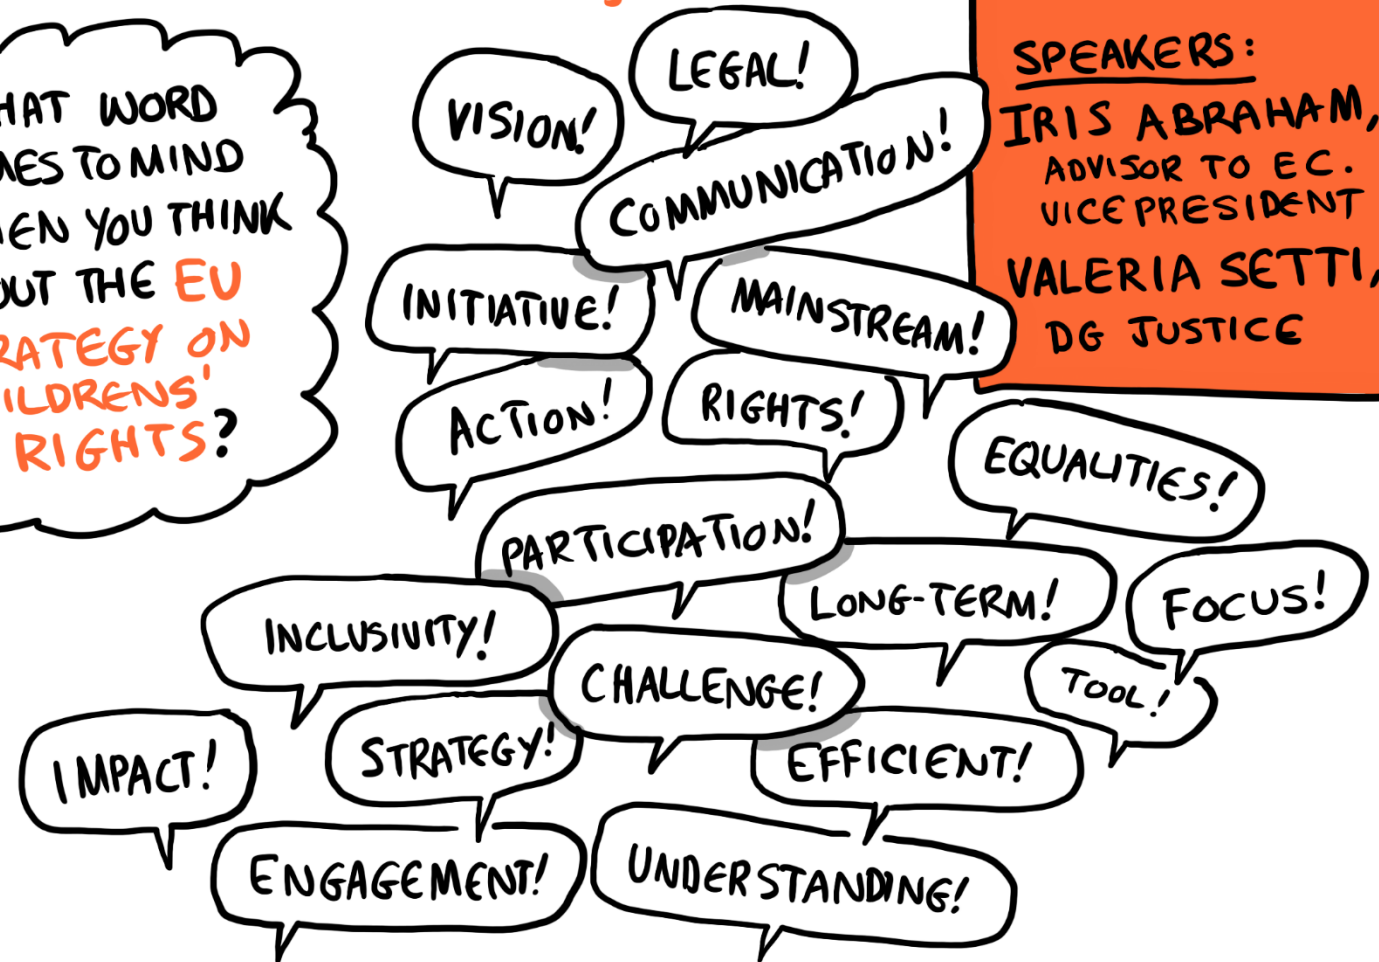 HAT WORD
MES TO MIND
EN YOU THINK
OUT THE EU
RATEGY ON
ILDRENS'
RIGHTS?
VISION!
LEGAL!
COMMUNICATION!
INITIATIVE!
MAINSTREAM!
ACTION!
RIGHTS!
EQUALITIES!
PARTICIPATION!
LONG-TERM!
FOCUS!
INCLUSIVITY!
CHALLENGE!
TOOL!
IMPACT!
STRATEGY!
EFFICIENT!
ENGAGEMENT!
UNDERSTANDING!
SPEAKERS:
IRIS ABRAHAM,
ADVISOR TO EC.
VICE PRESIDENT
VALERIA SETTI,
DG JUSTICE